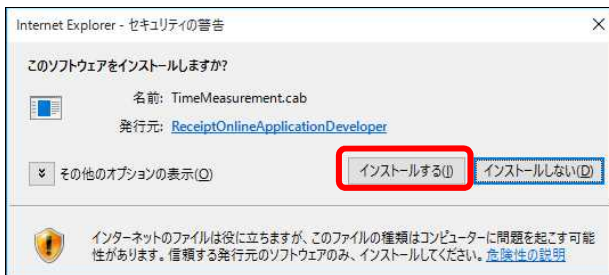 Internet Explorer - セキュリティの警告
このソフトウェアをインストールしますか?
名前: TimeMeasurement.cab
発行元: ReceiptOnlineApplicationDeveloper
その他のオプションの表示(O)
インストールする(I)
インストールしない(D)
インターネットのファイルは役に立ちますが、このファイルの種類はコンピューターに問題を起こす可能
性があります。信頼する発行元のソフトウェアのみ、インストールしてください。危険性の説明